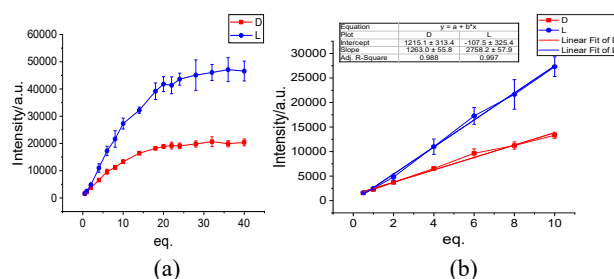 (a)
D
L
70000
60000
50000
40000
30000
20000
10000
0
Intensity/a.u.
0 10 20 30 40
eq.
(a)
(b)
Equation y = a + b*x
Plot D L
Intercept 1215.1 ± 313.4 -107.5 ± 325.4
Slope 1263.0 ± 55.8 2758.2 ± 57.9
Adj. R-Square 0.988 0.997
D
L
Linear Fit of L
Linear Fit of D
30000
25000
20000
15000
10000
5000
0
Intensity/a.u.
0 2 4 6 8 10
eq.
(b)